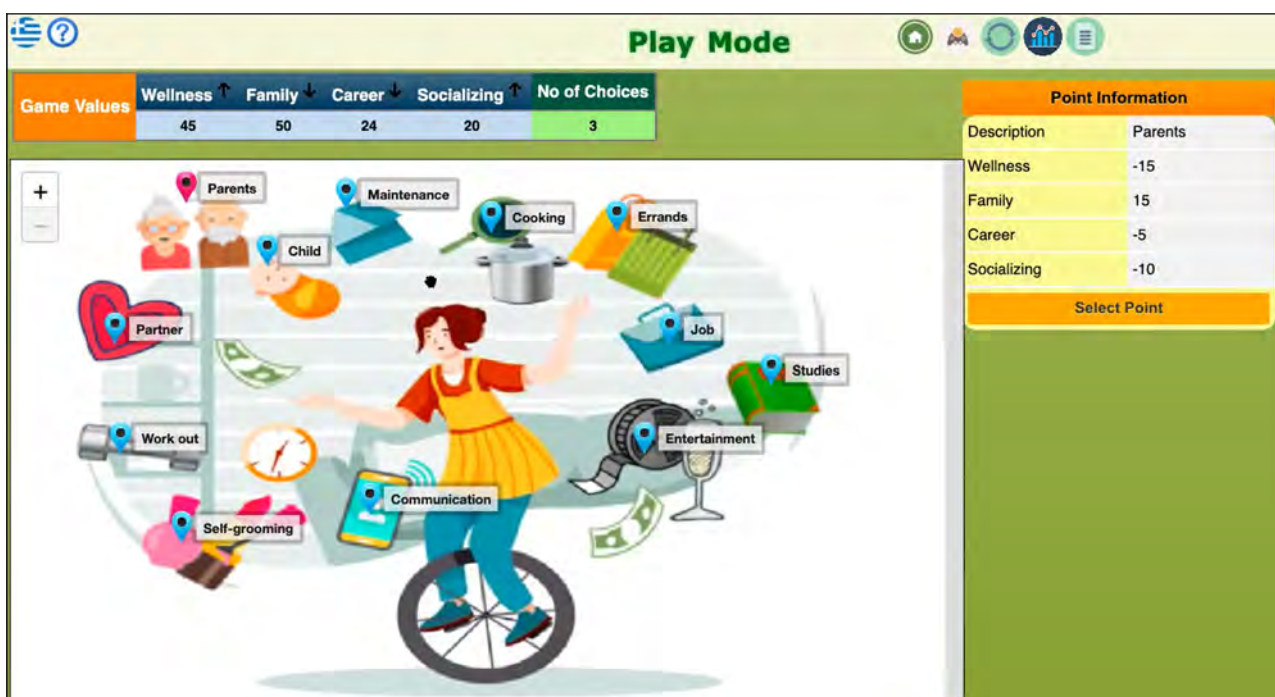 Play Mode
Game Values Wellness ↑ Family ↓ Career ↓ Socializing ↑ No of Choices
45 50 24 20 3
Point Information
Description Parents
Wellness -15
Family 15
Career -5
Socializing -10
Select Point
+
−
Parents
Maintenance
Cooking
Errands
Child
Partner
Job
Studies
Work out
Entertainment
Communication
Self-grooming
?